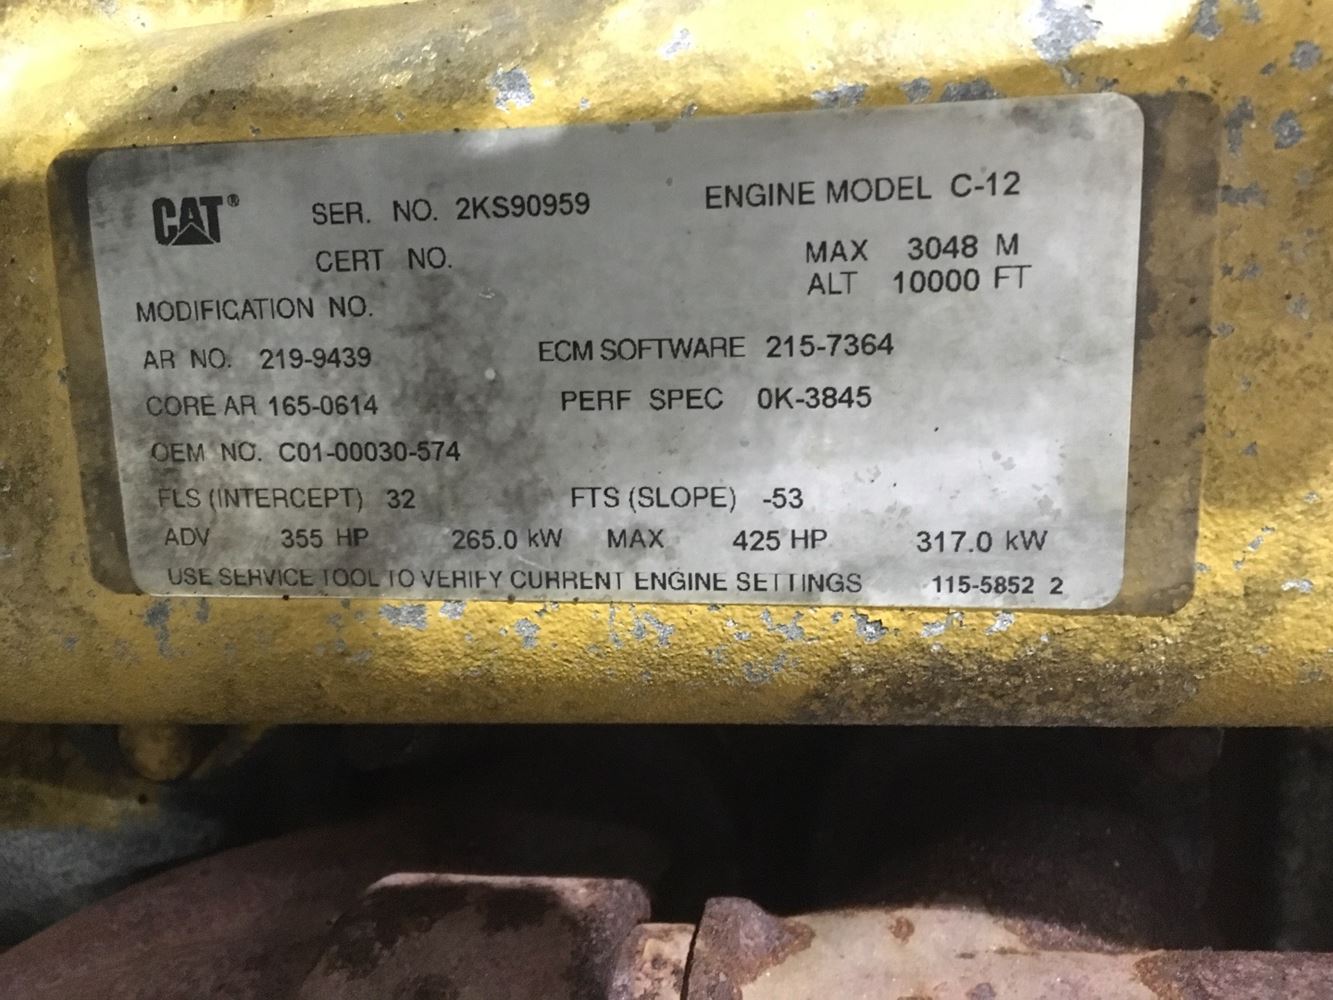 CAT® SER. NO. 2KS90959 ENGINE MODEL C-12
CERT NO. MAX 3048 M
ALT 10000 FT
MODIFICATION NO.
AR NO. 219-9439 ECM SOFTWARE 215-7364
CORE AR 165-0614 PERF SPEC 0K-3845
OEM NO. C01-00030-574
FLS (INTERCEPT) 32 FTS (SLOPE) -53
ADV 355 HP 265.0 kW MAX 425 HP 317.0 kW
USE SERVICE TOOL TO VERIFY CURRENT ENGINE SETTINGS 115-5852 2